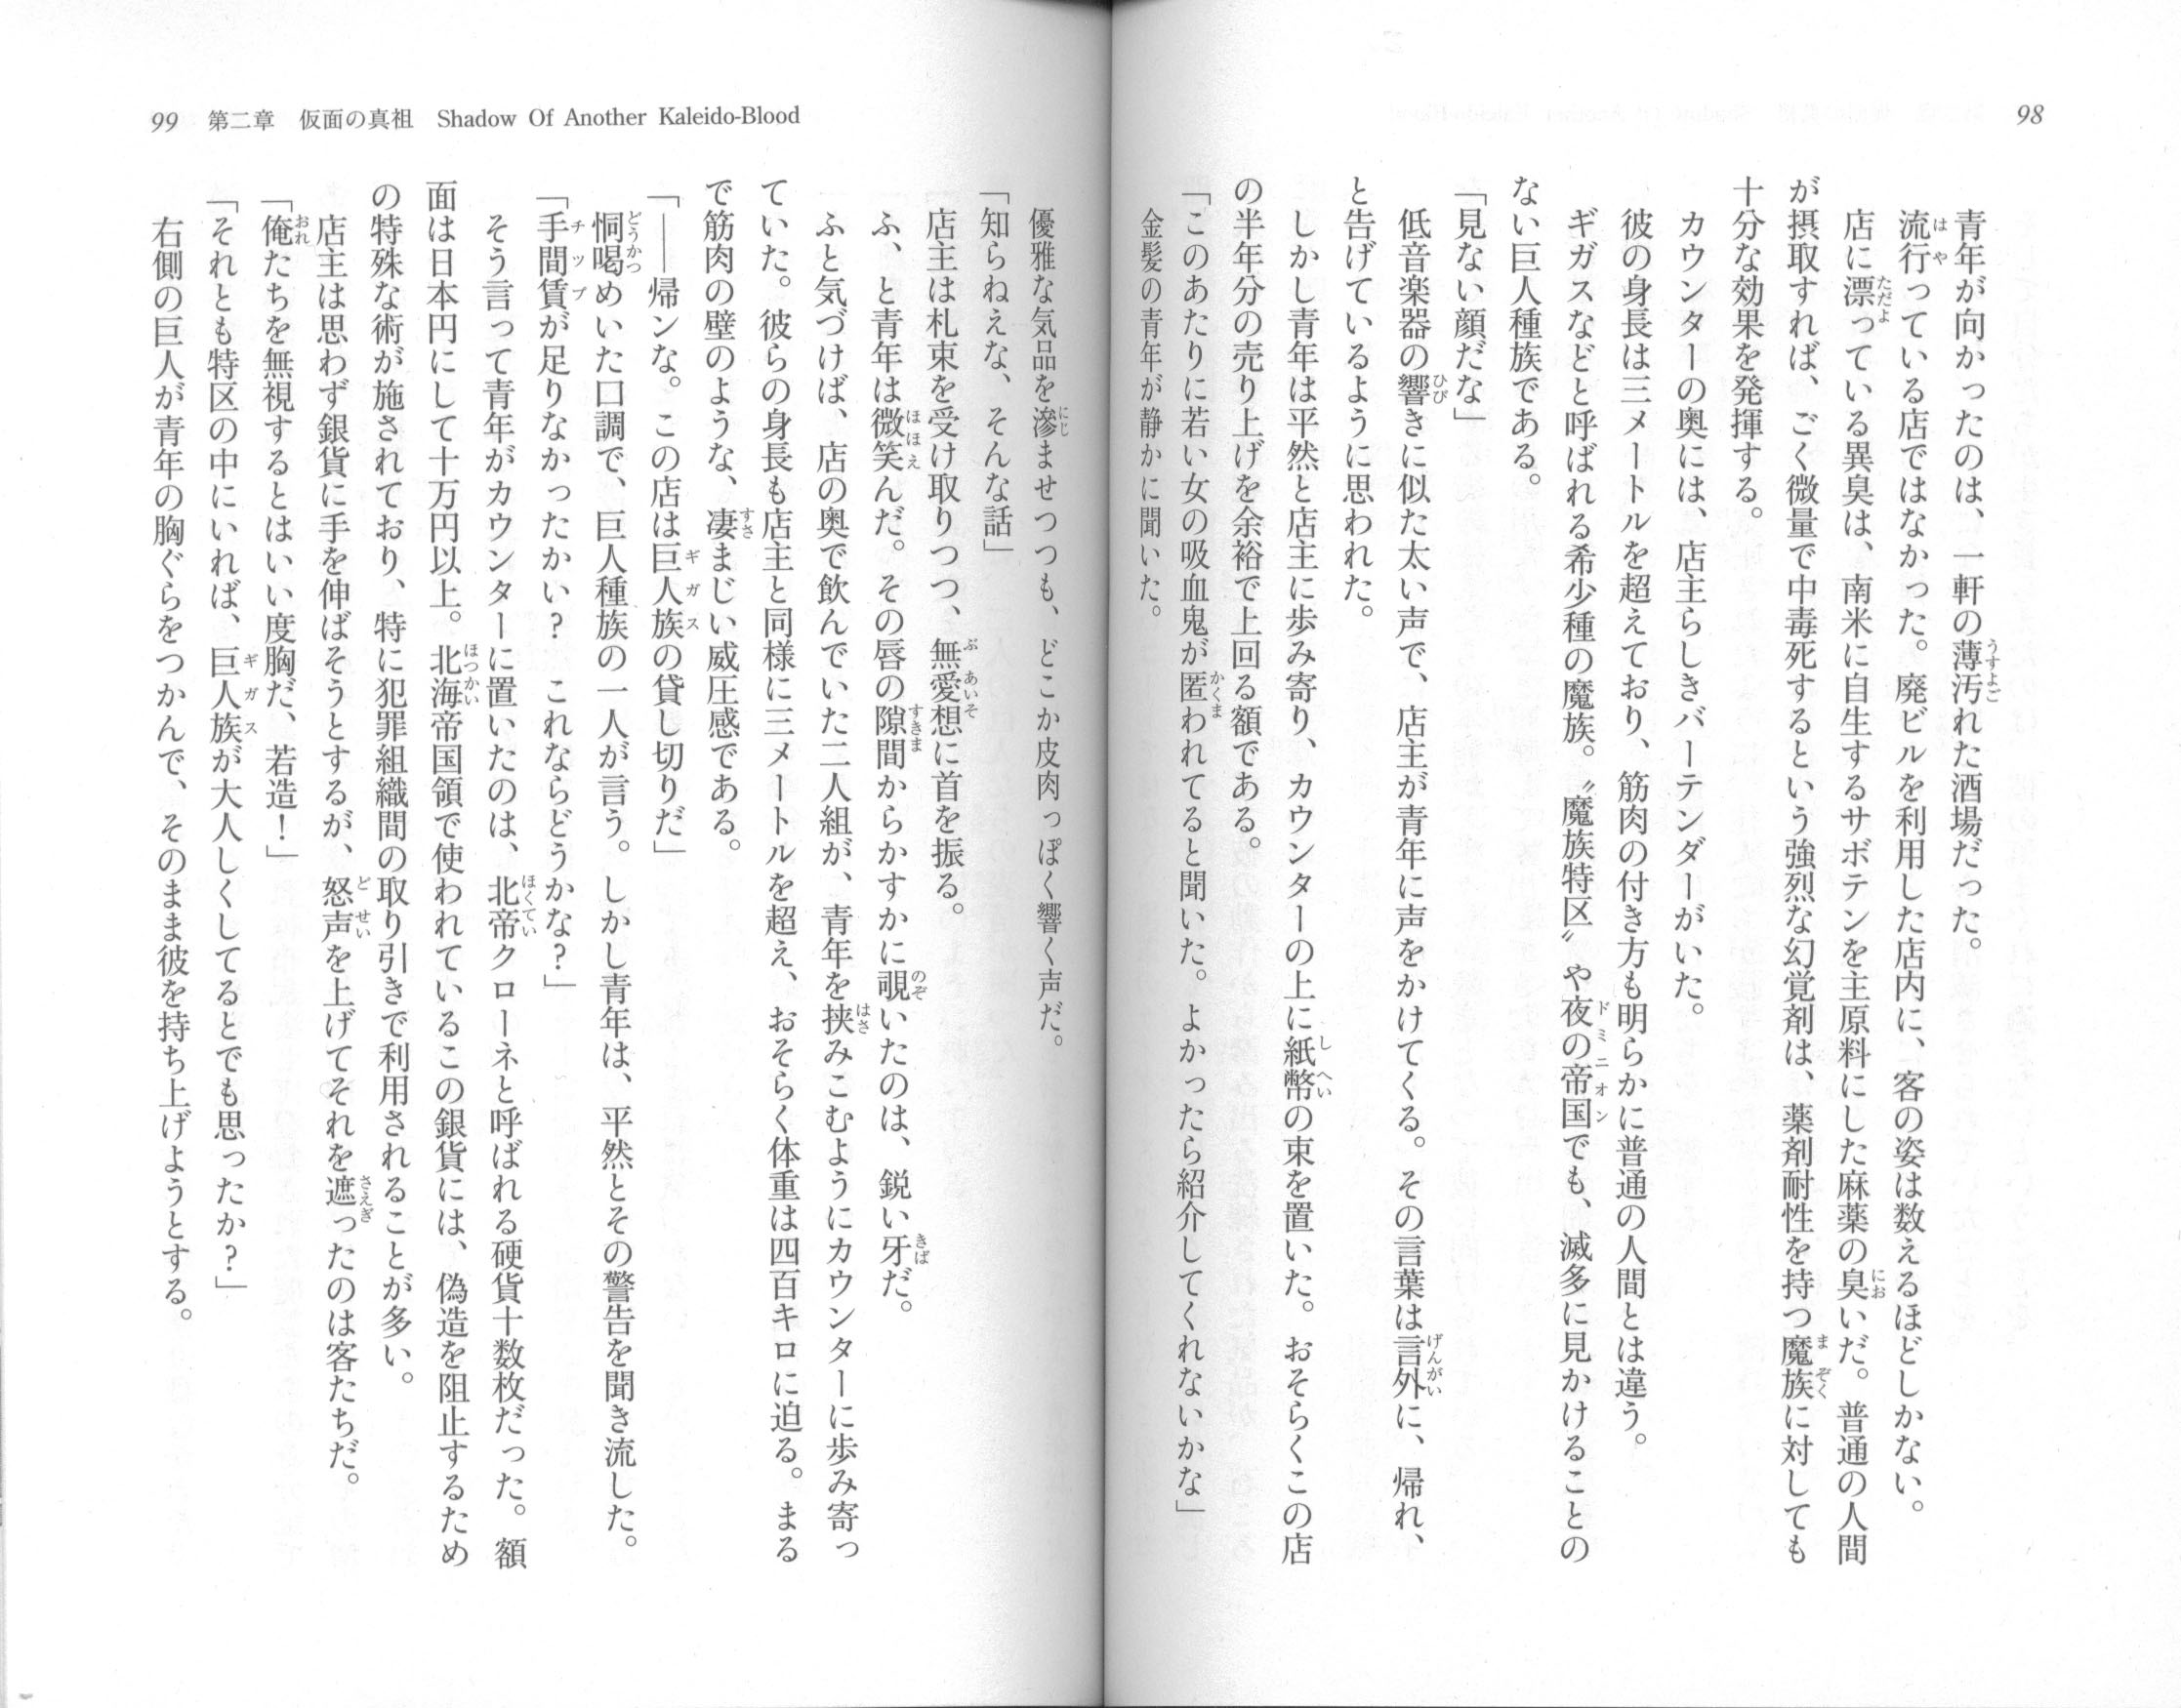 98
青年が向かったのは、一軒の薄汚れた酒場だった。
流行っている店ではなかった。廃ビルを利用した店内に、客の姿は数えるほどしかない。
店に漂っている異臭は、南米に自生するサボテンを主原料にした麻薬の臭いだ。普通の人間
が摂取すれば、ごく微量で中毒死するという強烈な幻覚剤は、薬剤耐性を持つ魔族に対しても
十分な効果を発揮する。
カウンターの奥には、店主らしきバーテンダーがいた。
彼の身長は三メートルを超えており、筋肉の付き方も明らかに普通の人間とは違う。
ギガスなどと呼ばれる希少種の魔族。〝魔族特区〟や夜の帝国でも、滅多に見かけることの
ない巨人種族である。
「見ない顔だな」
低音楽器の響きに似た太い声で、店主が青年に声をかけてくる。その言葉は言外に、帰れ、
と告げているように思われた。
しかし青年は平然と店主に歩み寄り、カウンターの上に紙幣の束を置いた。おそらくこの店
の半年分の売り上げを余裕で上回る額である。
「このあたりに若い女の吸血鬼が匿われてると聞いた。よかったら紹介してくれないかな」
金髪の青年が静かに聞いた。
99 第二章 仮面の真祖 Shadow Of Another Kaleido-Blood
優雅な気品を滲ませつつも、どこか皮肉っぽく響く声だ。
「知らねえな、そんな話」
店主は札束を受け取りつつ、無愛想に首を振る。
ふ、と青年は微笑んだ。その唇の隙間からかすかに覗いたのは、鋭い牙だ。
ふと気づけば、店の奥で飲んでいた二人組が、青年を挟みこむようにカウンターに歩み寄っ
ていた。彼らの身長も店主と同様に三メートルを超え、おそらく体重は四百キロに迫る。まる
で筋肉の壁のような、凄まじい威圧感である。
「――帰ンな。この店は巨人族の貸し切りだ」
恫喝めいた口調で、巨人種族の一人が言う。しかし青年は、平然とその警告を聞き流した。
「手間賃が足りなかったかい? これならどうかな?」
そう言って青年がカウンターに置いたのは、北帝クローネと呼ばれる硬貨十数枚だった。額
面は日本円にして十万円以上。北海帝国領で使われているこの銀貨には、偽造を阻止するため
の特殊な術が施されており、特に犯罪組織間の取り引きで利用されることが多い。
店主は思わず銀貨に手を伸ばそうとするが、怒声を上げてそれを遮ったのは客たちだ。
「俺たちを無視するとはいい度胸だ、若造!」
「それとも特区の中にいれば、巨人族が大人しくしてるとでも思ったか?」
右側の巨人が青年の胸ぐらをつかんで、そのまま彼を持ち上げようとする。